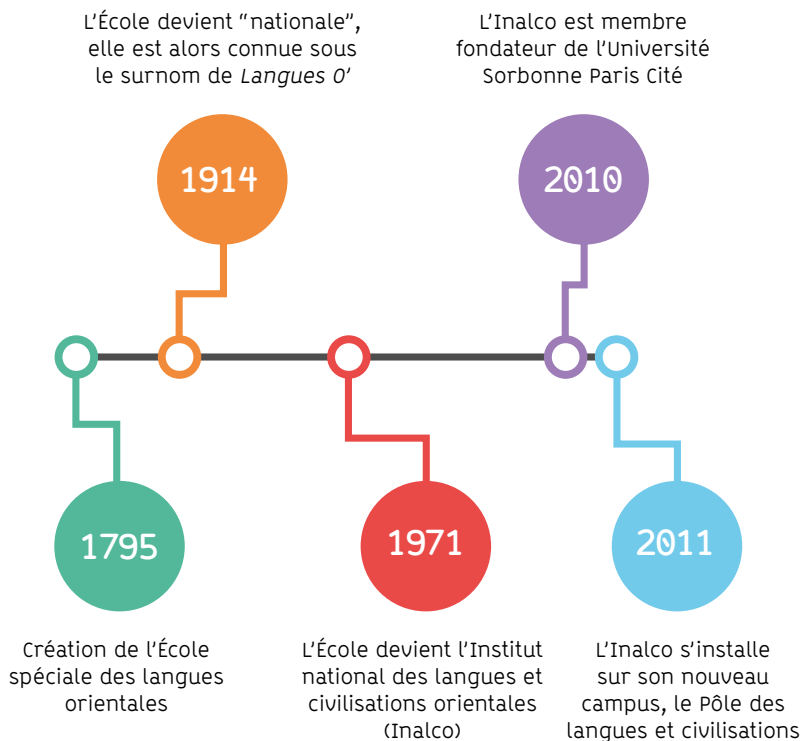 L'École devient “nationale”,
elle est alors connue sous
le surnom de Langues O'
L'Inalco est membre
fondateur de l'Université
Sorbonne Paris Cité
1914
2010
1795
1971
2011
Création de l'École
spéciale des langues
orientales
L'École devient l'Institut
national des langues et
civilisations orientales
(Inalco)
L'Inalco s'installe
sur son nouveau
campus, le Pôle des
langues et civilisations